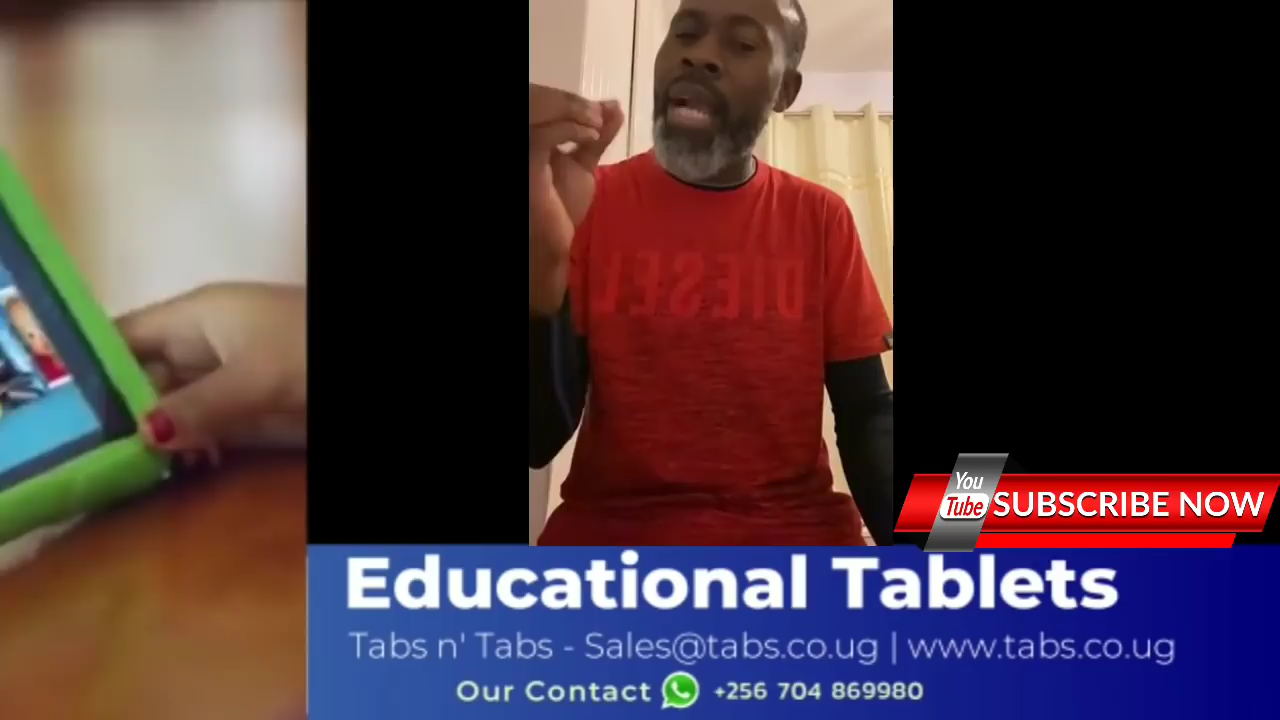 DIESEL
You
Tube SUBSCRIBE NOW
Educational Tablets
Tabs n' Tabs - Sales@tabs.co.ug | www.tabs.co.ug
Our Contact +256 704 869980